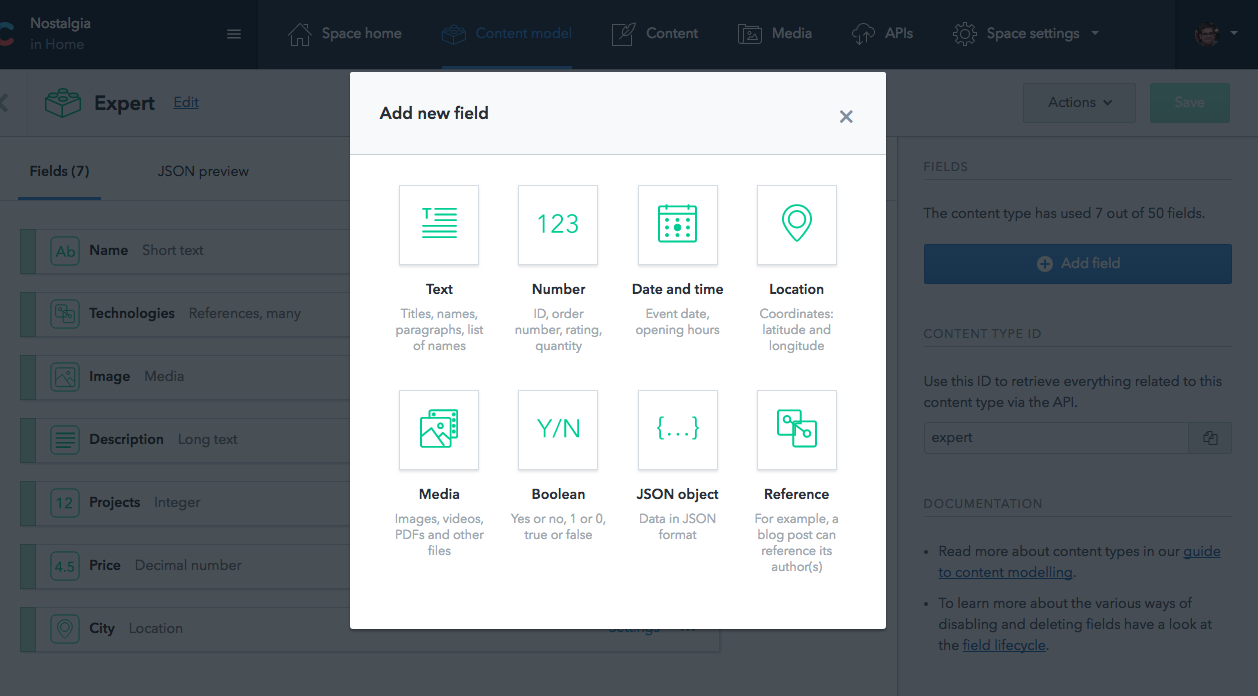 Nostalgia
in Home
Space home
Content model
Content
Media
APIs
Space settings
Expert
Edit
Actions
Save
Fields (7)
JSON preview
Ab Name Short text
Technologies References, many
Image Media
Description Long text
12 Projects Integer
4.5 Price Decimal number
City Location
Settings
Add new field
T
Text
Titles, names,
paragraphs, list
of names
123
Number
ID, order
number, rating,
quantity
Date and time
Event date,
opening hours
Location
Coordinates:
latitude and
longitude
Media
Images, videos,
PDFs and other
files
Y/N
Boolean
Yes or no, 1 or 0,
true or false
{...}
JSON object
Data in JSON
format
Reference
For example, a
blog post can
reference its
author(s)
FIELDS
The content type has used 7 out of 50 fields.
Add field
CONTENT TYPE ID
Use this ID to retrieve everything related to this
content type via the API.
expert
DOCUMENTATION
• Read more about content types in our guide
to content modelling.
• To learn more about the various ways of
disabling and deleting fields have a look at
the field lifecycle.